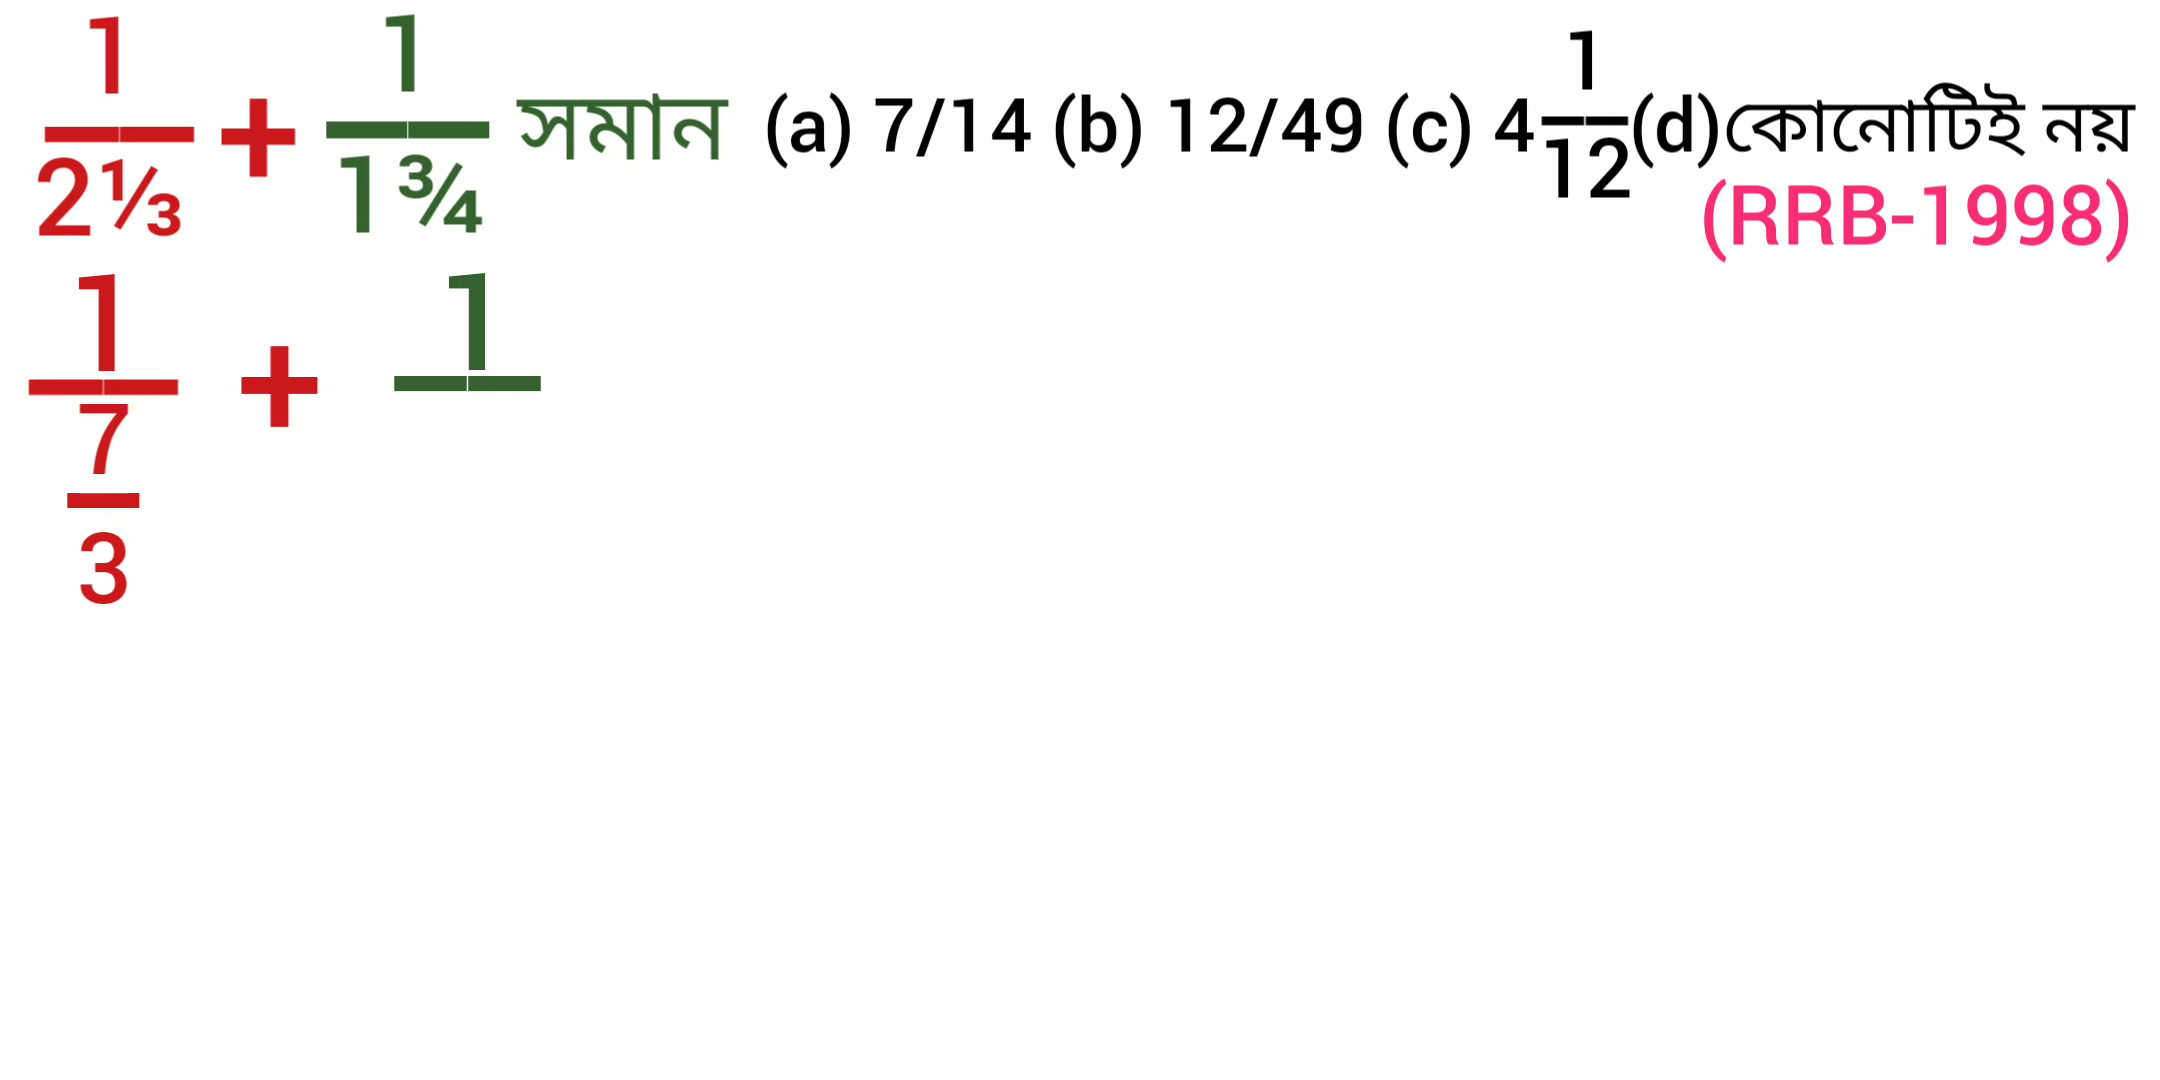 1/2⅓ + 1/1¾ সমান (a) 7/14 (b) 12/49 (c) 4 1/12 (d)কোনোটিই নয়
(RRB-1998)
1/(7/3) + 1/